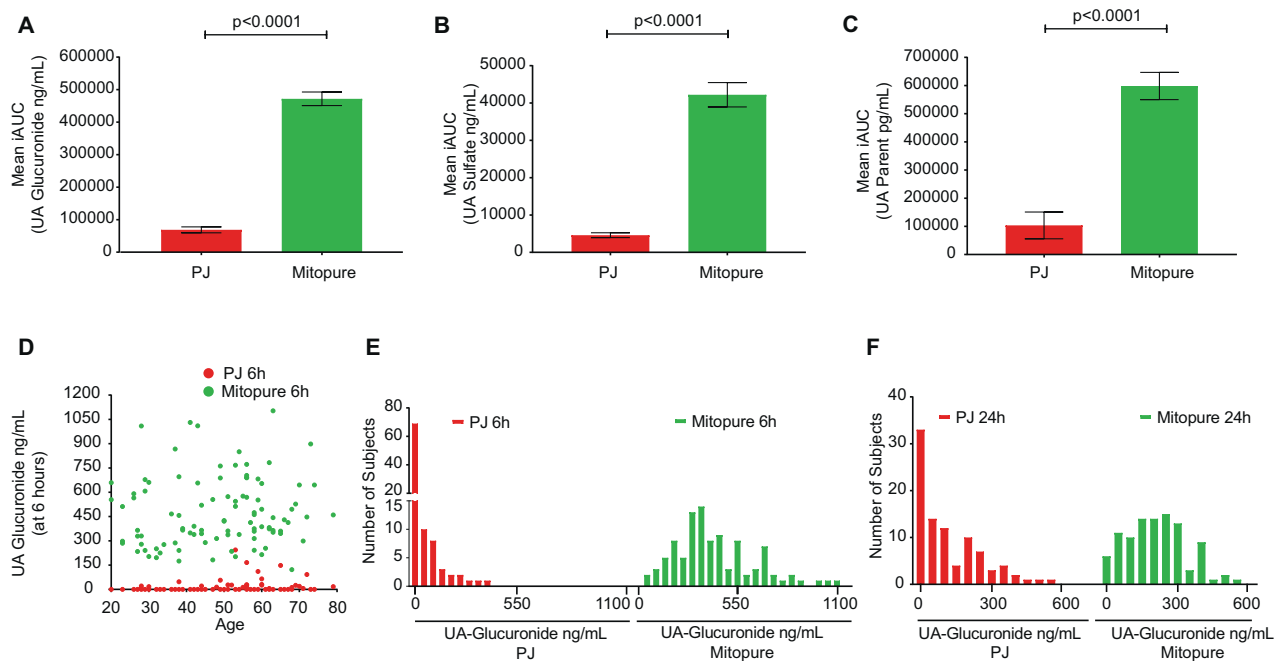 A
p<0.0001
Mean iAUC
(UA Glucuronide ng/mL)
600000
500000
400000
300000
200000
100000
0
PJ
Mitopure
B
p<0.0001
Mean iAUC
(UA Sulfate ng/mL)
50000
40000
20000
10000
0
PJ
Mitopure
C
p<0.0001
Mean iAUC
(UA Parent pg/mL)
700000
600000
500000
400000
300000
200000
100000
0
PJ
Mitopure
D
PJ 6h
Mitopure 6h
UA Glucuronide ng/mL
(at 6 hours)
1200
1050
900
750
600
450
300
150
0
20 30 40 50 60 70 80
Age
E
PJ 6h
Mitopure 6h
Number of Subjects
80
60
40
20
15
10
5
0
0 550 1100
0 550 1100
UA-Glucuronide ng/mL
PJ
UA-Glucuronide ng/mL
Mitopure
F
PJ 24h
Mitopure 24h
Number of Subjects
40
30
20
10
0
0 300 600
0 300 600
UA-Glucuronide ng/mL
PJ
UA-Glucuronide ng/mL
Mitopure